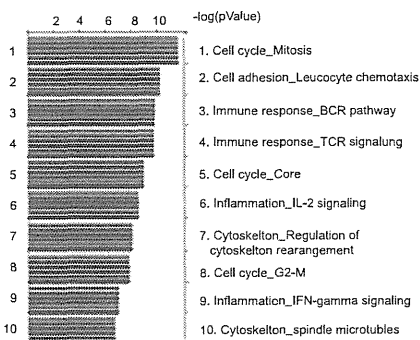 2 4 6 8 10 -log(pValue)
1 1. Cell cycle_Mitosis
2 2. Cell adhesion_Leucocyte chemotaxis
3 3. Immune response_BCR pathway
4 4. Immune response_TCR signalung
5 5. Cell cycle_Core
6 6. Inflammation_IL-2 signaling
7 7. Cytoskelton_Regulation of
cytoskelton rearangement
8 8. Cell cycle_G2-M
9 9. Inflammation_IFN-gamma signaling
10 10. Cytoskelton_spindle microtubles